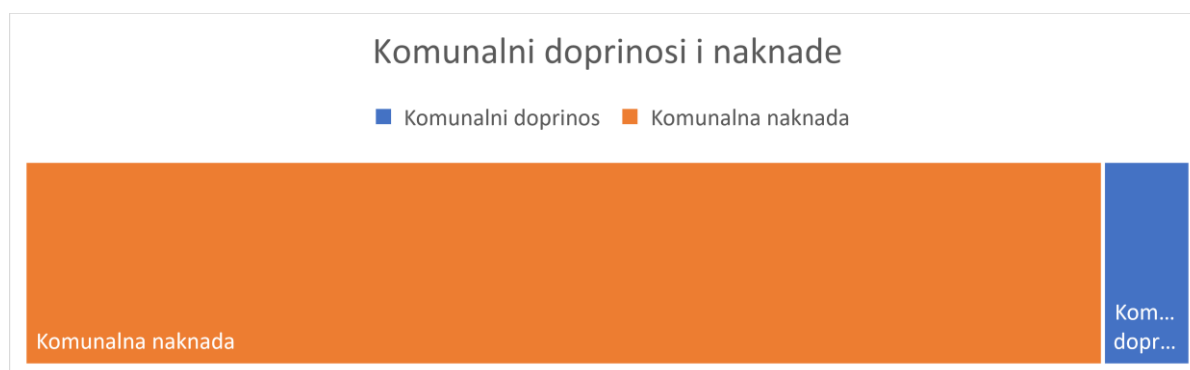 Komunalni doprinosi i naknade
Komunalni doprinos Komunalna naknada
Kom...
Komunalna naknada dopr...